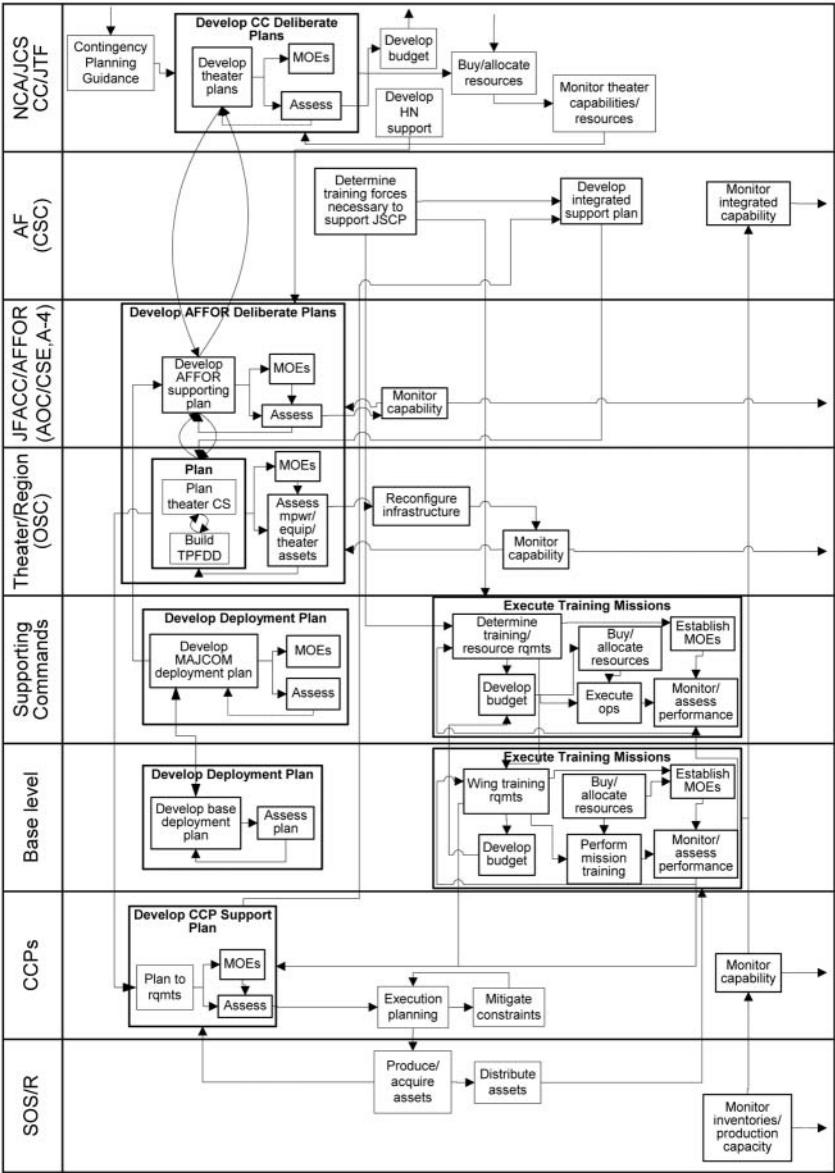 NCA/JCS
CC/JTF
Contingency
Planning
Guidance
Develop CC Deliberate
Plans
Develop
theater
plans
MOEs
Assess
Develop
budget
Develop
HN
support
Buy/allocate
resources
Monitor theater
capabilities/
resources
AF
(CSC)
Determine
training forces
necessary to
support JSCP
Develop
integrated
support plan
Monitor
integrated
capability
JFACC/AFFOR
(AOC/CSE,A-4)
Develop AFFOR Deliberate Plans
Develop
AFFOR
supporting
plan
MOEs
Assess
Monitor
capability
Theater/Region
(OSC)
Plan
Plan
theater CS
Build
TPFDD
MOEs
Assess
mpwr/
equip/
theater
assets
Reconfigure
infrastructure
Monitor
capability
Supporting
Commands
Develop Deployment Plan
Develop
MAJCOM
deployment plan
MOEs
Assess
Execute Training Missions
Determine
training/
resource rqmts
Develop
budget
Buy/
allocate
resources
Execute
ops
Establish
MOEs
Monitor/
assess
performance
Base level
Develop Deployment Plan
Develop base
deployment
plan
Assess
plan
Execute Training Missions
Wing training
rqmts
Develop
budget
Buy/
allocate
resources
Perform
mission
training
Establish
MOEs
Monitor/
assess
performance
CCPs
Develop CCP Support
Plan
Plan to
rqmts
MOEs
Assess
Execution
planning
Mitigate
constraints
Monitor
capability
SOS/R
Produce/
acquire
assets
Distribute
assets
Monitor
inventories/
production
capacity